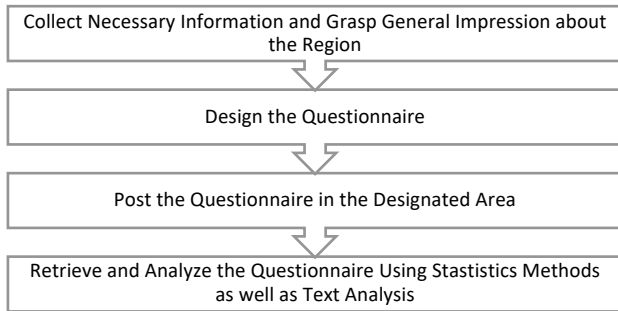 Collect Necessary Information and Grasp General Impression about
the Region
Design the Questionnaire
Post the Questionnaire in the Designated Area
Retrieve and Analyze the Questionnaire Using Stastistics Methods
as well as Text Analysis